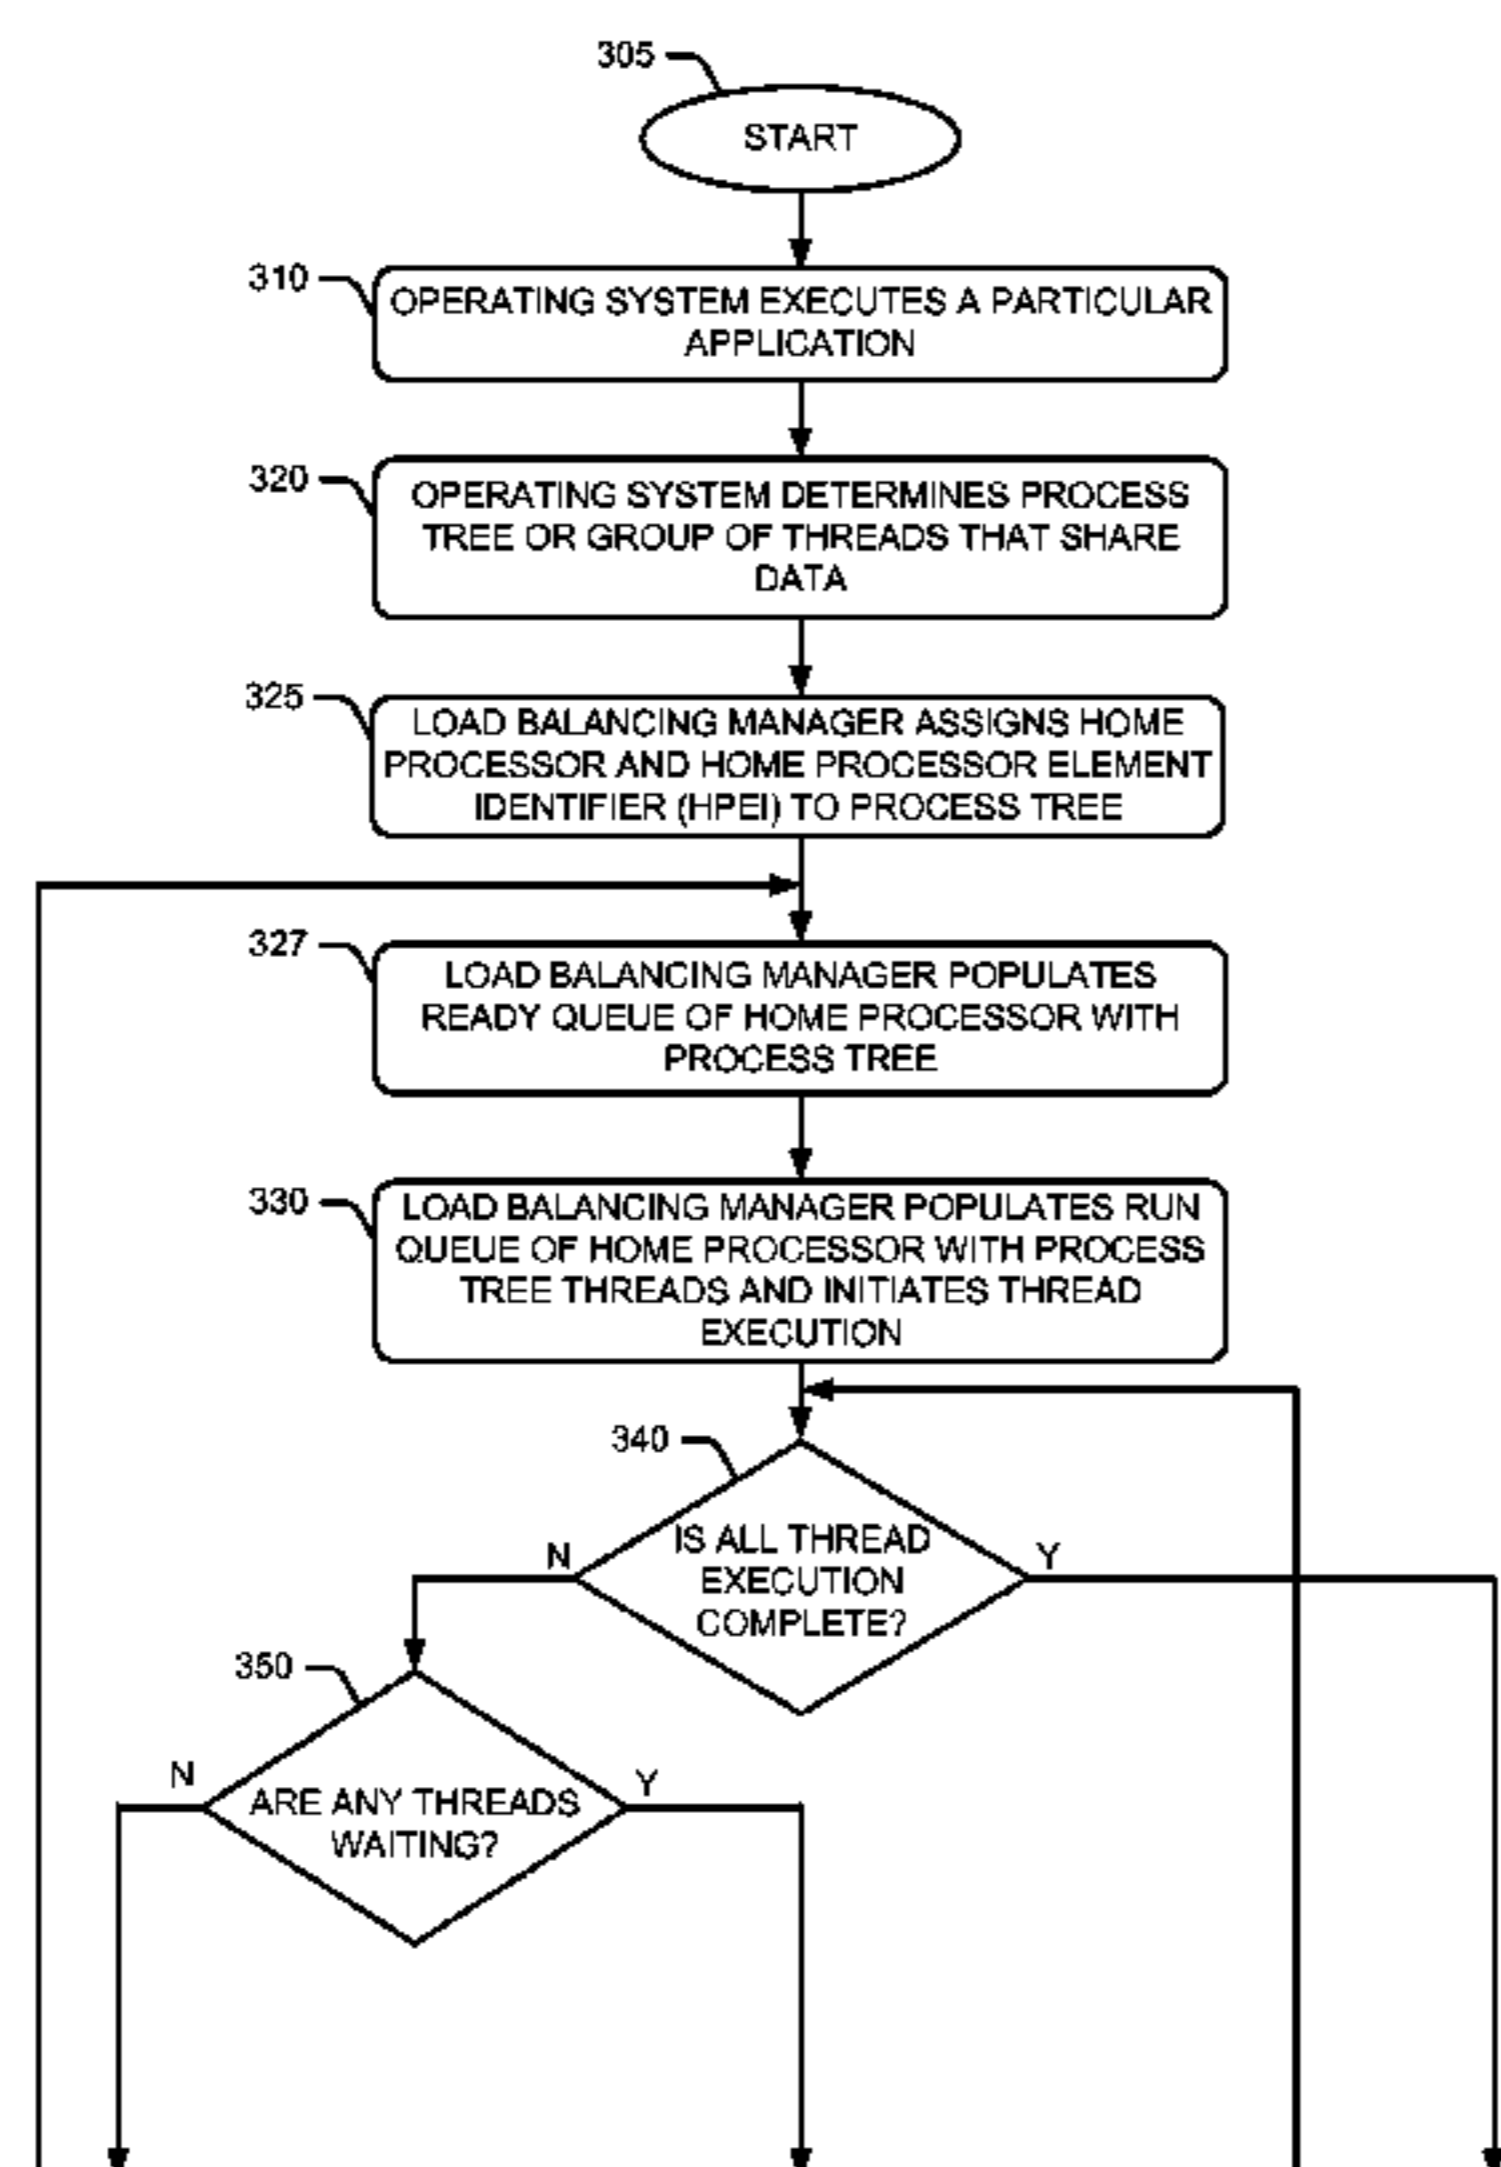 305
START
310
OPERATING SYSTEM EXECUTES A PARTICULAR
APPLICATION
320
OPERATING SYSTEM DETERMINES PROCESS
TREE OR GROUP OF THREADS THAT SHARE
DATA
325
LOAD BALANCING MANAGER ASSIGNS HOME
PROCESSOR AND HOME PROCESSOR ELEMENT
IDENTIFIER (HPEI) TO PROCESS TREE
327
LOAD BALANCING MANAGER POPULATES
READY QUEUE OF HOME PROCESSOR WITH
PROCESS TREE
330
LOAD BALANCING MANAGER POPULATES RUN
QUEUE OF HOME PROCESSOR WITH PROCESS
TREE THREADS AND INITIATES THREAD
EXECUTION
340
IS ALL THREAD
EXECUTION
COMPLETE?
N
Y
350
ARE ANY THREADS
WAITING?
N
Y